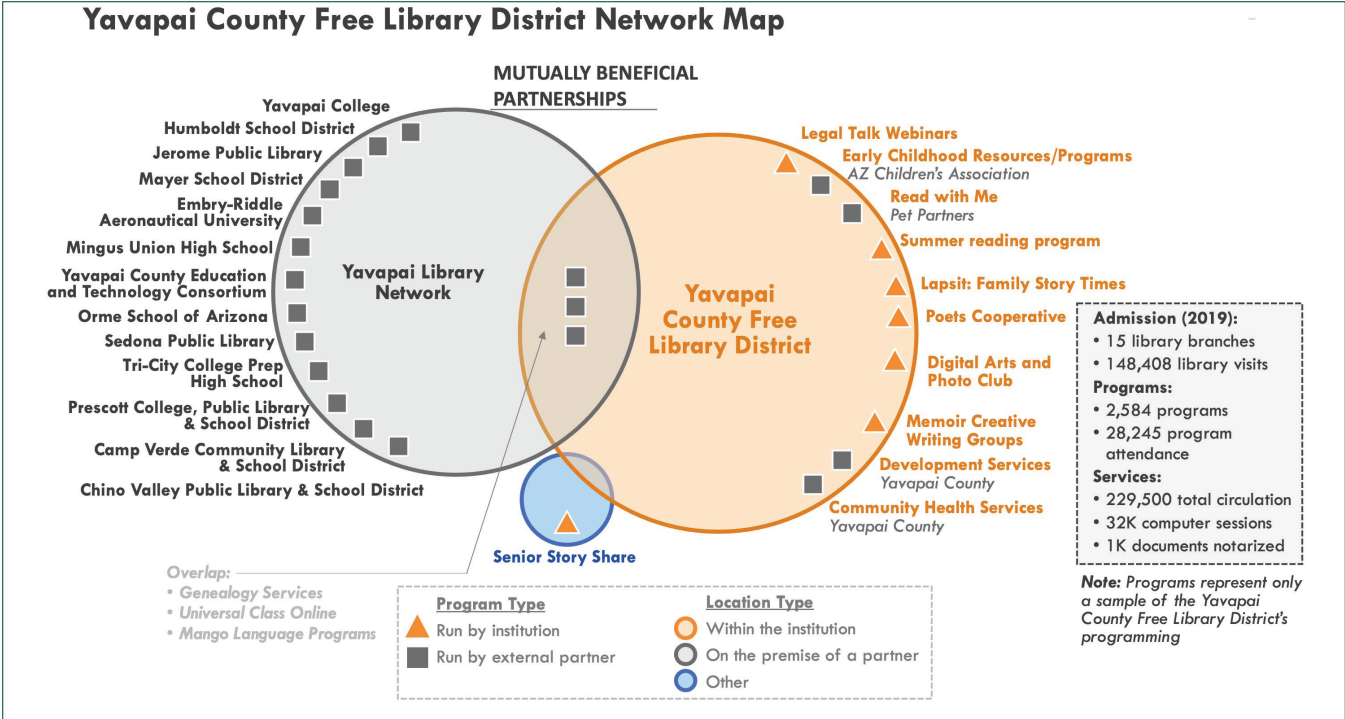 Yavapai County Free Library District Network Map
MUTUALLY BENEFICIAL
PARTNERSHIPS
Yavapai College
Humboldt School District
Jerome Public Library
Mayer School District
Embry-Riddle
Aeronautical University
Mingus Union High School
Yavapai County Education
and Technology Consortium
Orme School of Arizona
Sedona Public Library
Tri-City College Prep
High School
Prescott College, Public Library
& School District
Camp Verde Community Library
& School District
Chino Valley Public Library & School District
Yavapai Library
Network
Yavapai
County Free
Library District
Legal Talk Webinars
Early Childhood Resources/Programs
AZ Children's Association
Read with Me
Pet Partners
Summer reading program
Lapsit: Family Story Times
Poets Cooperative
Digital Arts and
Photo Club
Memoir Creative
Writing Groups
Development Services
Yavapai County
Community Health Services
Yavapai County
Senior Story Share
Overlap:
• Genealogy Services
• Universal Class Online
• Mango Language Programs
Program Type
Run by institution
Run by external partner
Location Type
Within the institution
On the premise of a partner
Other
Admission (2019):
• 15 library branches
• 148,408 library visits
Programs:
• 2,584 programs
• 28,245 program
attendance
Services:
• 229,500 total circulation
• 32K computer sessions
• 1K documents notarized
Note: Programs represent only
a sample of the Yavapai
County Free Library District's
programming